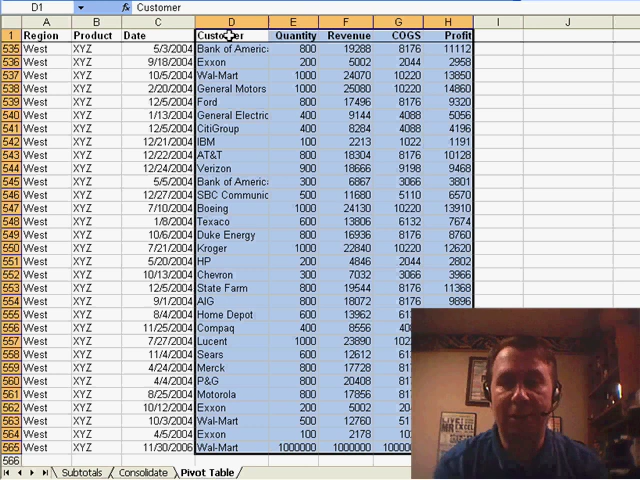 D1 fx Customer
A B C D E F G H I J K
1 Region Product Date Customer Quantity Revenue COGS Profit
535 West XYZ 5/3/2004 Bank of America 800 19288 8176 11112
536 West XYZ 9/18/2004 Exxon 200 5002 2044 2958
537 West XYZ 10/5/2004 Wal-Mart 1000 24070 10220 13850
538 West XYZ 2/20/2004 General Motors 1000 25080 10220 14860
539 West XYZ 12/5/2004 Ford 800 17496 8176 9320
540 West XYZ 1/13/2004 General Electric 400 9144 4088 5056
541 West XYZ 12/5/2004 CitiGroup 400 8284 4088 4196
542 West XYZ 12/21/2004 IBM 100 2213 1022 1191
543 West XYZ 12/22/2004 AT&T 800 18304 8176 10128
544 West XYZ 12/24/2004 Verizon 900 18666 9198 9468
545 West XYZ 5/5/2004 Bank of America 300 6867 3066 3801
546 West XYZ 12/27/2004 SBC Communic 500 11680 5110 6570
547 West XYZ 7/10/2004 Boeing 1000 24130 10220 13910
548 West XYZ 1/8/2004 Texaco 600 13806 6132 7674
549 West XYZ 10/6/2004 Duke Energy 800 16936 8176 8760
550 West XYZ 7/21/2004 Kroger 1000 22840 10220 12620
551 West XYZ 5/20/2004 HP 200 4846 2044 2802
552 West XYZ 10/13/2004 Chevron 300 7032 3066 3966
553 West XYZ 12/5/2004 State Farm 800 19544 8176 11368
554 West XYZ 9/1/2004 AIG 800 18072 8176 9896
555 West XYZ 8/4/2004 Home Depot 600 13962 61
556 West XYZ 11/25/2004 Compaq 400 8556 40
557 West XYZ 7/27/2004 Lucent 1000 23890 102
558 West XYZ 11/4/2004 Sears 600 12612 61
559 West XYZ 4/24/2004 Merck 800 17728 81
560 West XYZ 4/4/2004 P&G 800 20408 81
561 West XYZ 8/25/2004 Motorola 800 17856 81
562 West XYZ 10/12/2004 Exxon 200 5002 20
563 West XYZ 10/3/2004 Wal-Mart 500 12760 51
564 West XYZ 4/5/2004 Exxon 100 2178 10
565 West XYZ 11/30/2006 Wal-Mart 1000000 1000000 10000
566
Subtotals Consolidate Pivot Table
LIVE
MR
EXCEL